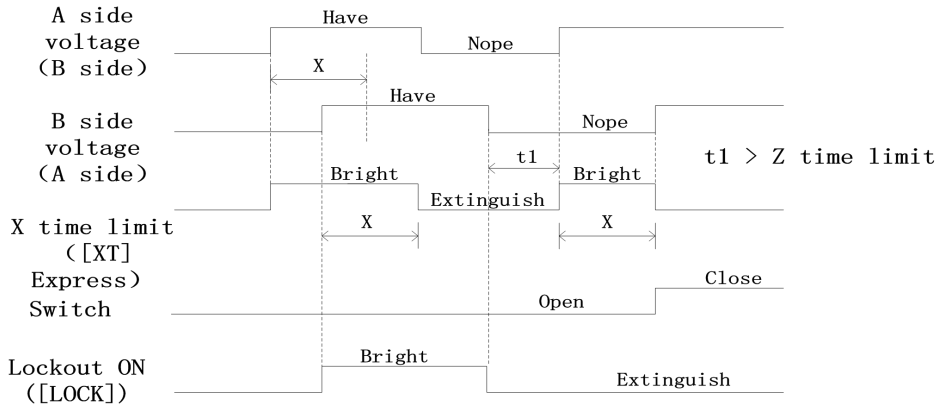 A side
voltage
(B side)
Have
Nope
X
B side
voltage
(A side)
Have
Nope
t1
t1 > Z time limit
X time limit
([XT]
Express)
Bright
Extinguish
Bright
X
X
Switch
Open
Close
Lockout ON
([LOCK])
Bright
Extinguish